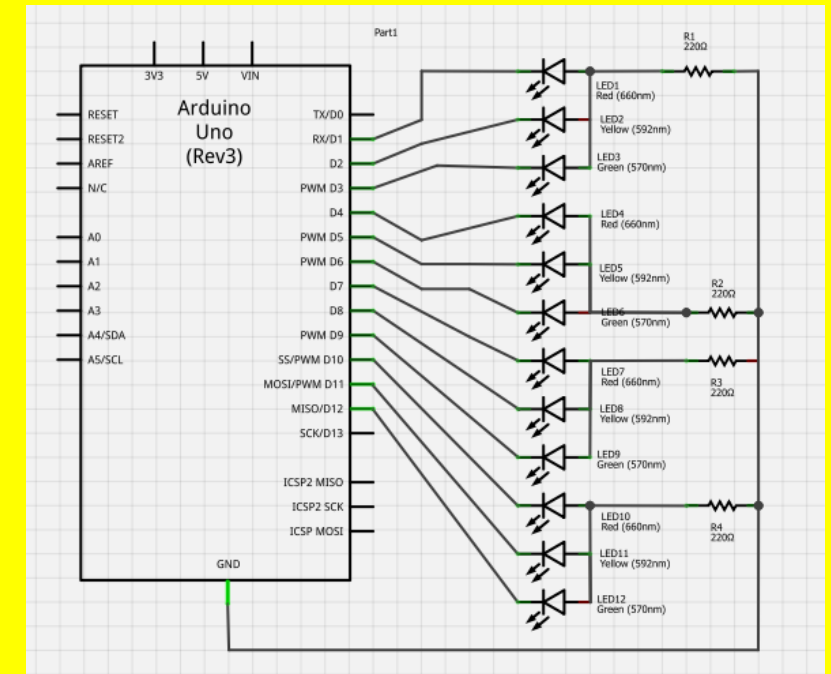 Part1
R1
220Ω
3V3
5V
VIN
Arduino
Uno
(Rev3)
RESET
RESET2
AREF
N/C
A0
A1
A2
A3
A4/SDA
A5/SCL
TX/D0
RX/D1
D2
PWM D3
D4
PWM D5
PWM D6
D7
D8
PWM D9
SS/PWM D10
MOSI/PWM D11
MISO/D12
SCK/D13
ICSP2 MISO
ICSP2 SCK
ICSP MOSI
GND
LED1
Red (660nm)
LED2
Yellow (592nm)
LED3
Green (570nm)
LED4
Red (660nm)
LED5
Yellow (592nm)
LED6
Green (570nm)
R2
220Ω
LED7
Red (660nm)
R3
220Ω
LED8
Yellow (592nm)
LED9
Green (570nm)
LED10
Red (660nm)
R4
220Ω
LED11
Yellow (592nm)
LED12
Green (570nm)